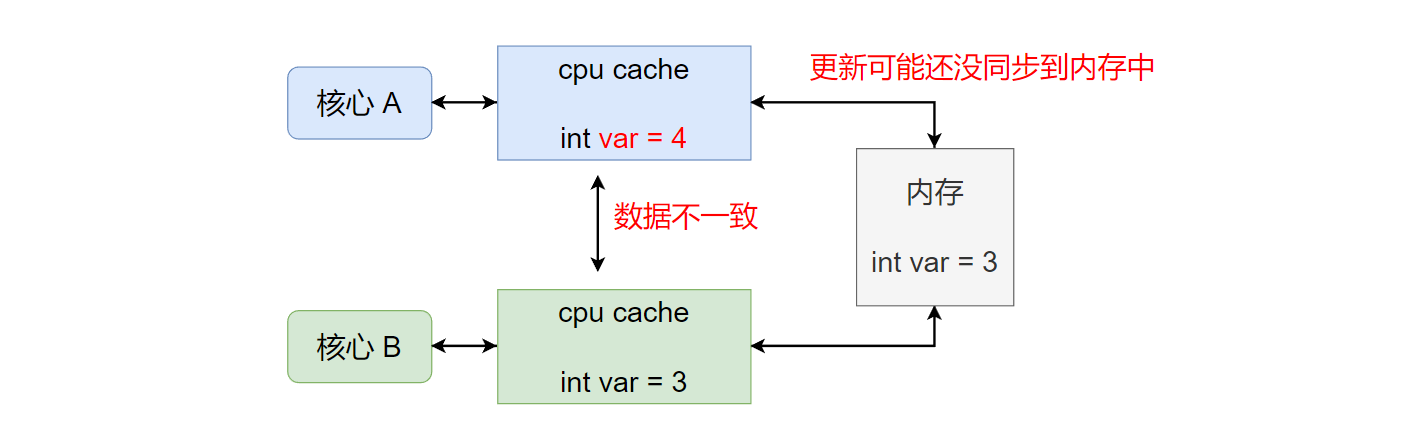 核心 A
cpu cache
int var = 4
更新可能还没同步到内存中
数据不一致
内存
int var = 3
核心 B
cpu cache
int var = 3